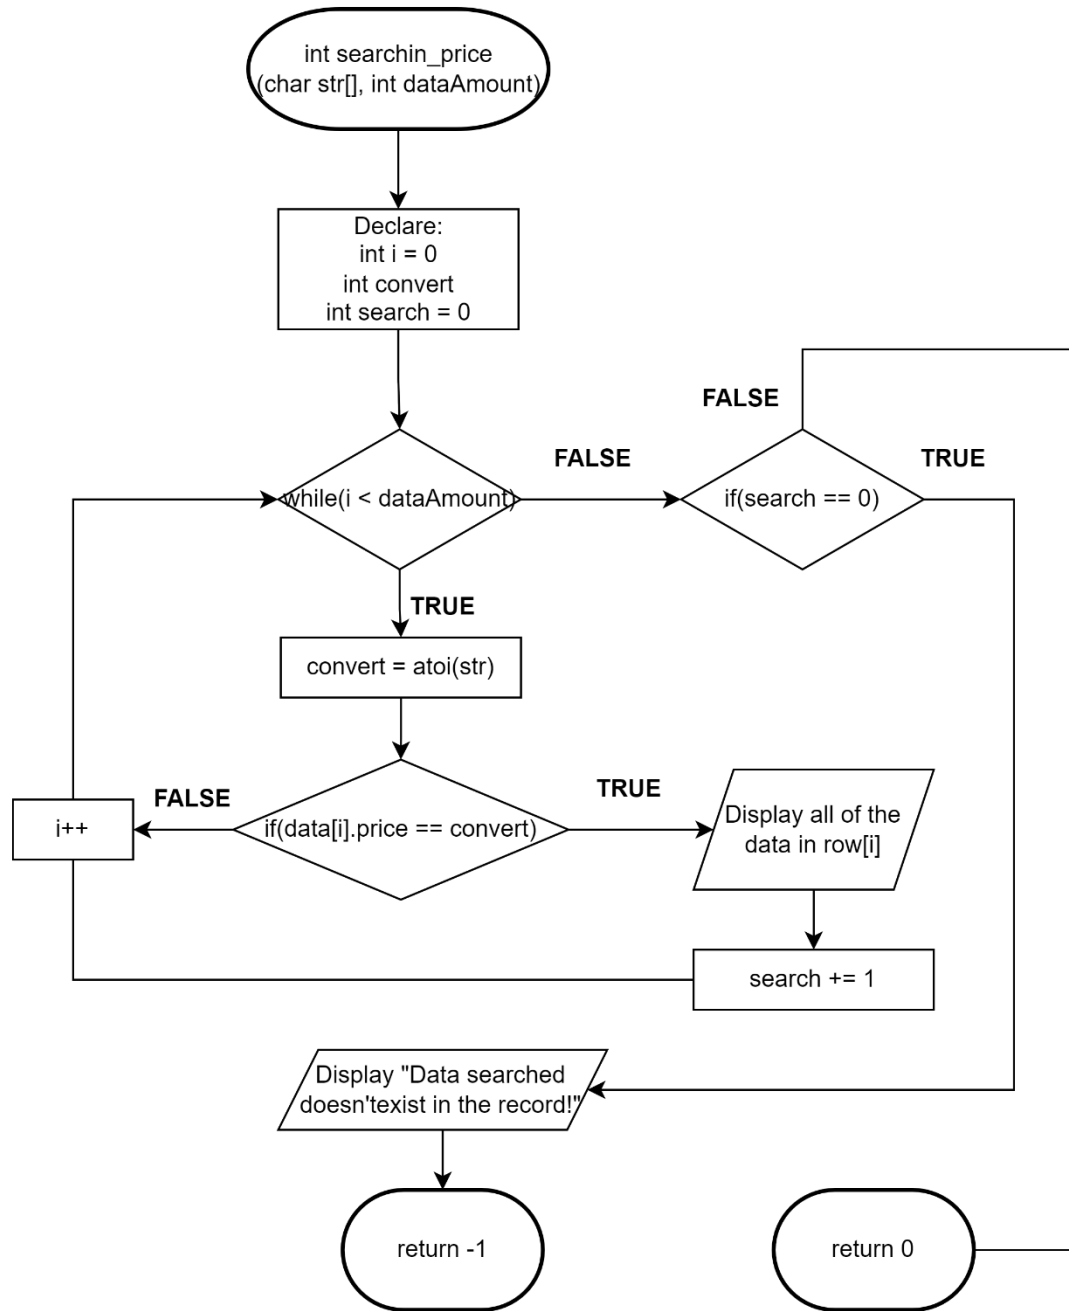 int searchin_price
(char str[], int dataAmount)
Declare:
int i = 0
int convert
int search = 0
FALSE
while(i < dataAmount)
FALSE
if(search == 0)
TRUE
TRUE
convert = atoi(str)
i++
FALSE
if(data[i].price == convert)
TRUE
Display all of the
data in row[i]
search += 1
Display "Data searched
doesn'texist in the record!"
return -1
return 0